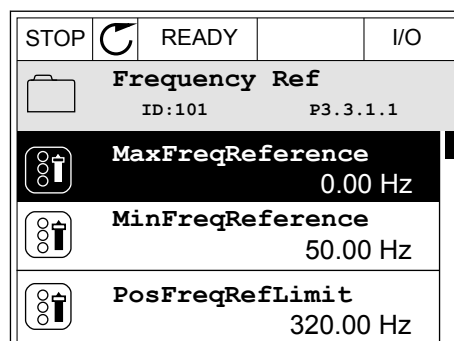 STOP READY I/O
Frequency Ref
ID:101 P3.3.1.1
MaxFreqReference
0.00 Hz
MinFreqReference
50.00 Hz
PosFreqRefLimit
320.00 Hz